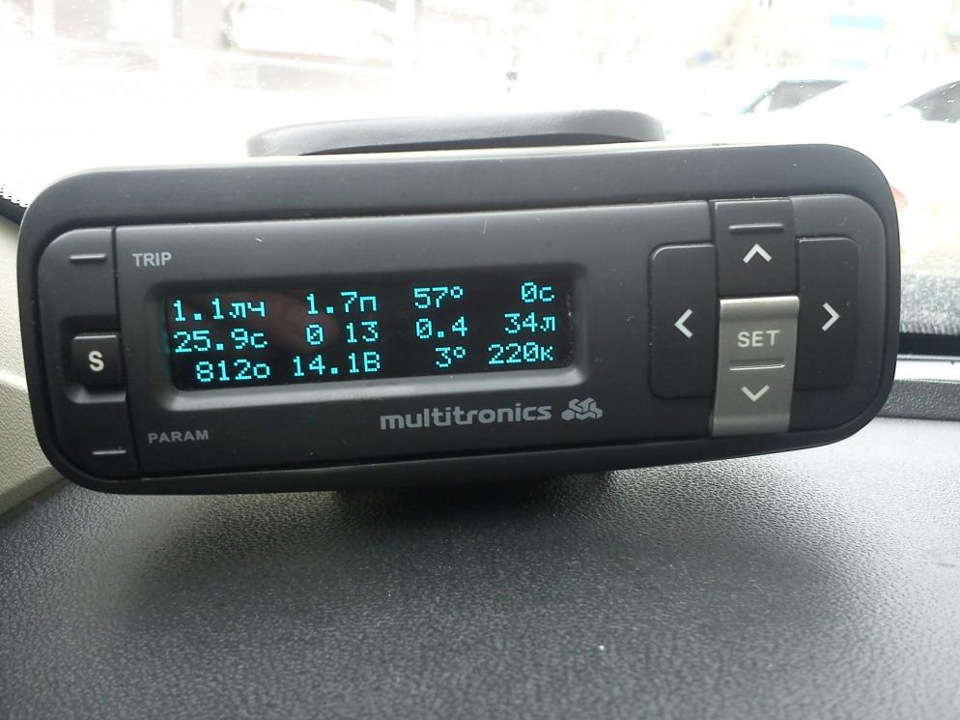 TRIP
1.1лч 1.7п 57° 0с
25.9с 0 13 0.4 34л
812о 14.1В 3° 220к
S
SET
multitronics
PARAM